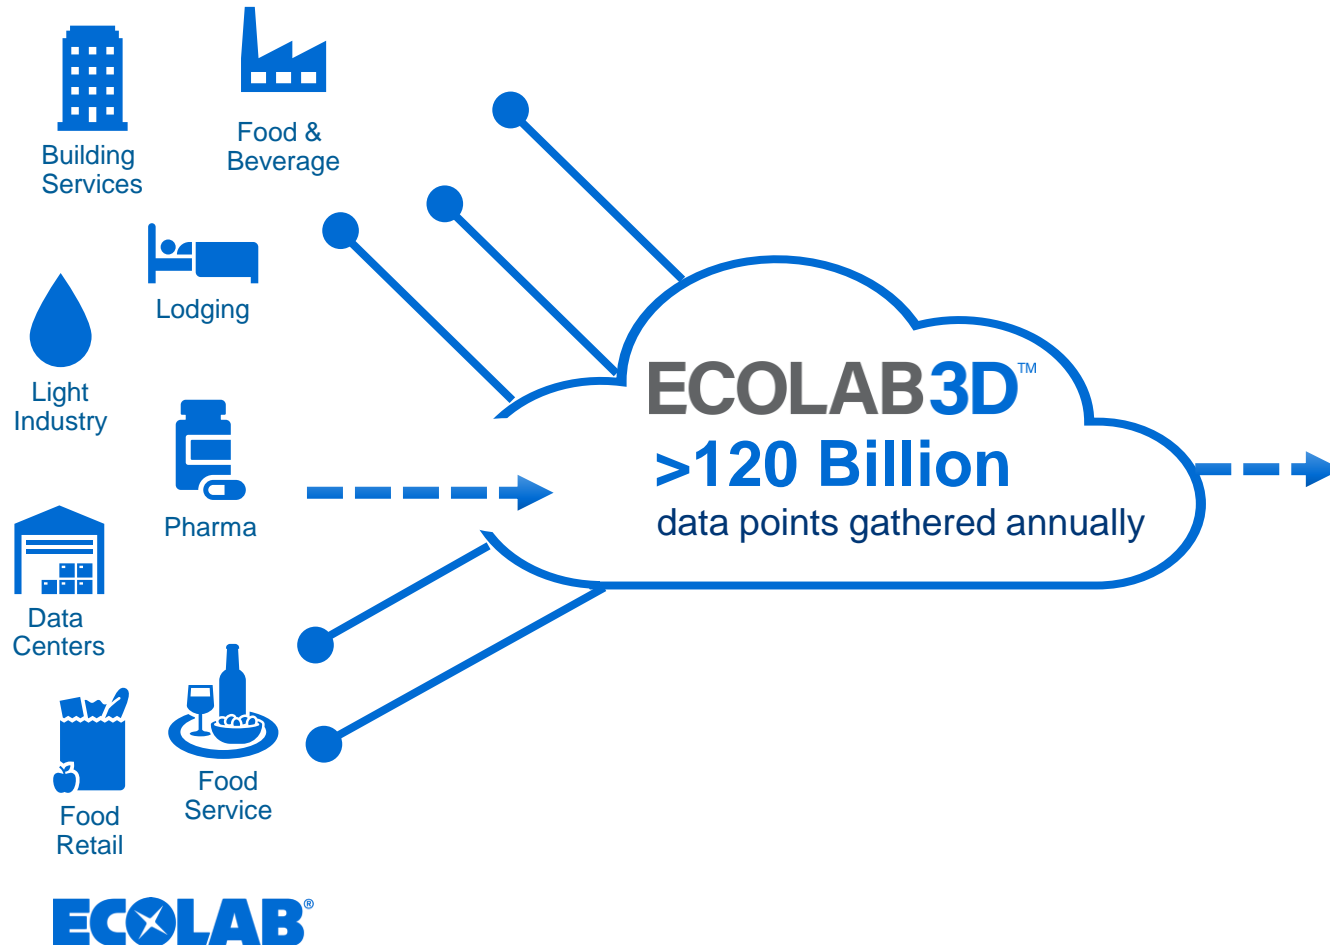 Building
Services
Food &
Beverage
Lodging
Light
Industry
Pharma
Data
Centers
Food
Retail
Food
Service
ECOLAB3D™
>120 Billion
data points gathered annually
ECOLAB®